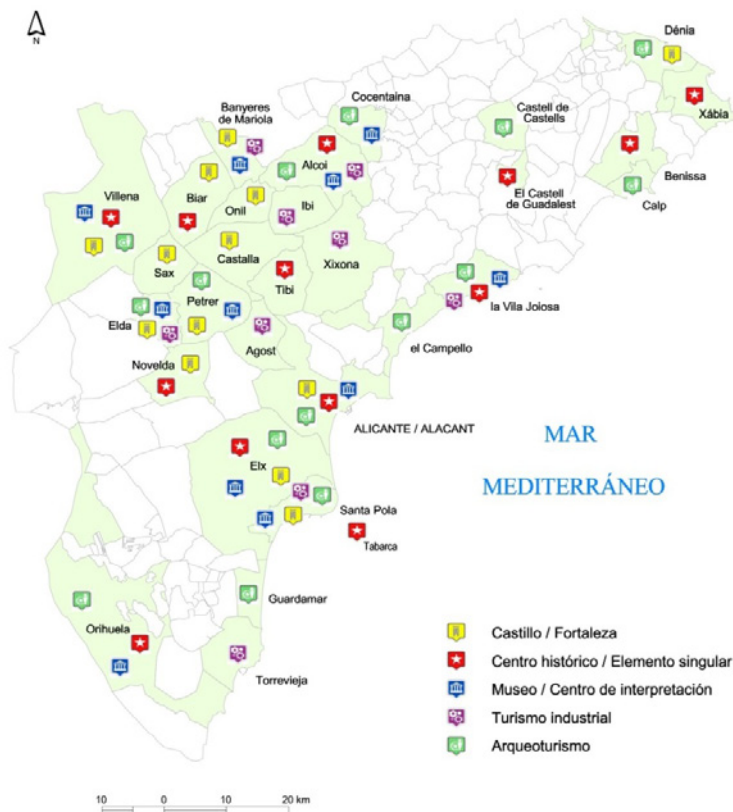 N
Dénia
Xábia
Cocentaina
Castell de
Castells
Banyeres
de Mariola
Alcoi
Benissa
Villena
Biar
Onil
Ibi
El Castell
de Guadalest
Calp
Castalla
Xixona
Sax
Tibi
Petrer
la Vila Joiosa
Elda
Agost
el Campello
Novelda
ALICANTE / ALACANT
MAR
MEDITERRÁNEO
Elx
Santa Pola
Tabarca
Guardamar
Orihuela
Torrevieja
Castillo / Fortaleza
Centro histórico / Elemento singular
Museo / Centro de interpretación
Turismo industrial
Arqueoturismo
10 0 10 20 km